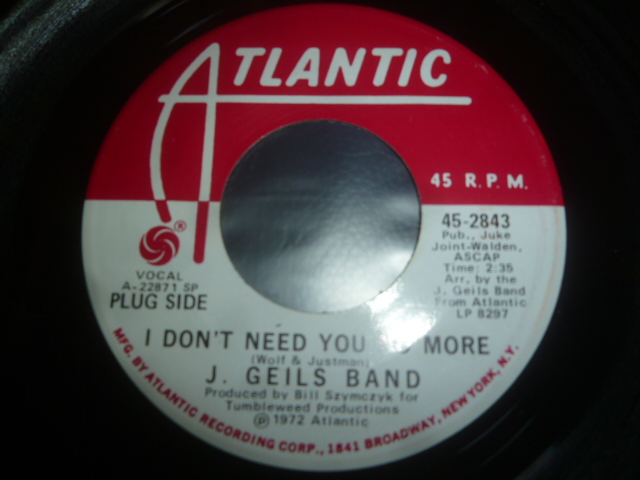 ATLANTIC
45 R.P.M.
®
VOCAL
A-22871 SP
PLUG SIDE
45-2843
Pub., Juke
Joint-Walden,
ASCAP
Time: 2:35
Arr. by the
J. Geils Band
From Atlantic
LP 8297
I DON'T NEED YOU MORE
(Wolf & Justman)
J. GEILS BAND
Produced by Bill Szymczyk for
Tumbleweed Productions
℗ 1972 Atlantic
MFG. BY ATLANTIC RECORDING CORP., 1841 BROADWAY, NEW YORK, N.Y.